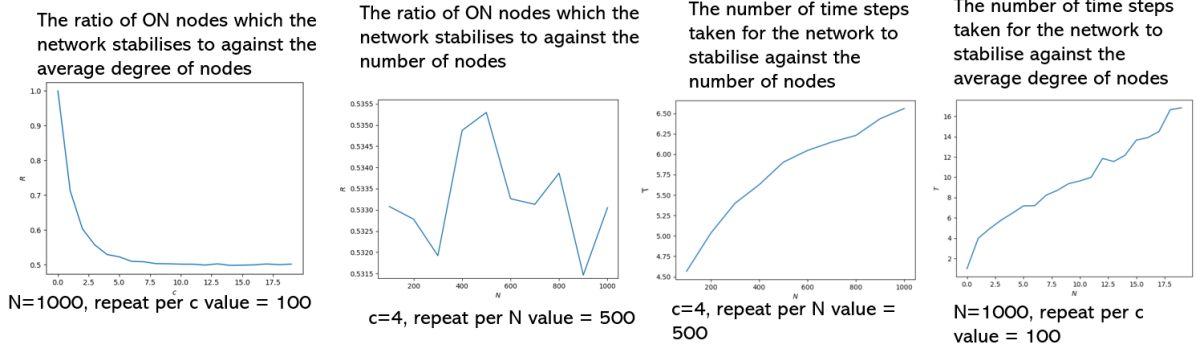 The ratio of ON nodes which the
network stabilises to against the
average degree of nodes
1.0
0.9
0.8
0.7
0.6
0.5
R
0.0 2.5 5.0 7.5 10.0 12.5 15.0 17.5
c
N=1000, repeat per c value = 100
The ratio of ON nodes which the
network stabilises to against the
number of nodes
0.5355
0.5350
0.5345
0.5340
0.5335
0.5330
0.5325
0.5320
0.5315
R
200 400 600 800 1000
N
c=4, repeat per N value = 500
The number of time steps
taken for the network to
stabilise against the
number of nodes
6.50
6.25
6.00
5.75
5.50
5.25
5.00
4.75
4.50
T
200 400 600 800 1000
N
c=4, repeat per N value =
500
The number of time steps
taken for the network to
stabilise against the
average degree of nodes
16
14
12
10
8
6
4
2
T
0.0 2.5 5.0 7.5 10.0 12.5 15.0 17.5
N
N=1000, repeat per c
value = 100